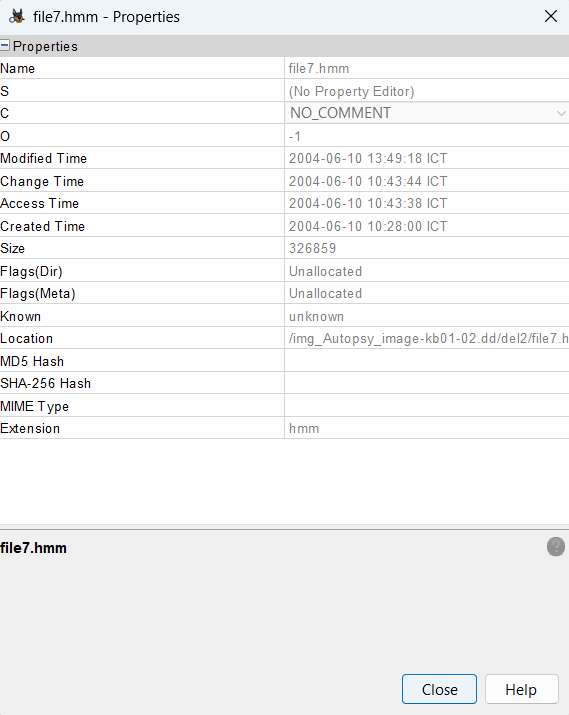 file7.hmm - Properties
Properties
Name file7.hmm
S (No Property Editor)
C NO_COMMENT
O -1
Modified Time 2004-06-10 13:49:18 ICT
Change Time 2004-06-10 10:43:44 ICT
Access Time 2004-06-10 10:43:38 ICT
Created Time 2004-06-10 10:28:00 ICT
Size 326859
Flags(Dir) Unallocated
Flags(Meta) Unallocated
Known unknown
Location /img_Autopsy_image-kb01-02.dd/del2/file7.h
MD5 Hash
SHA-256 Hash
MIME Type
Extension hmm
file7.hmm
?
Close Help